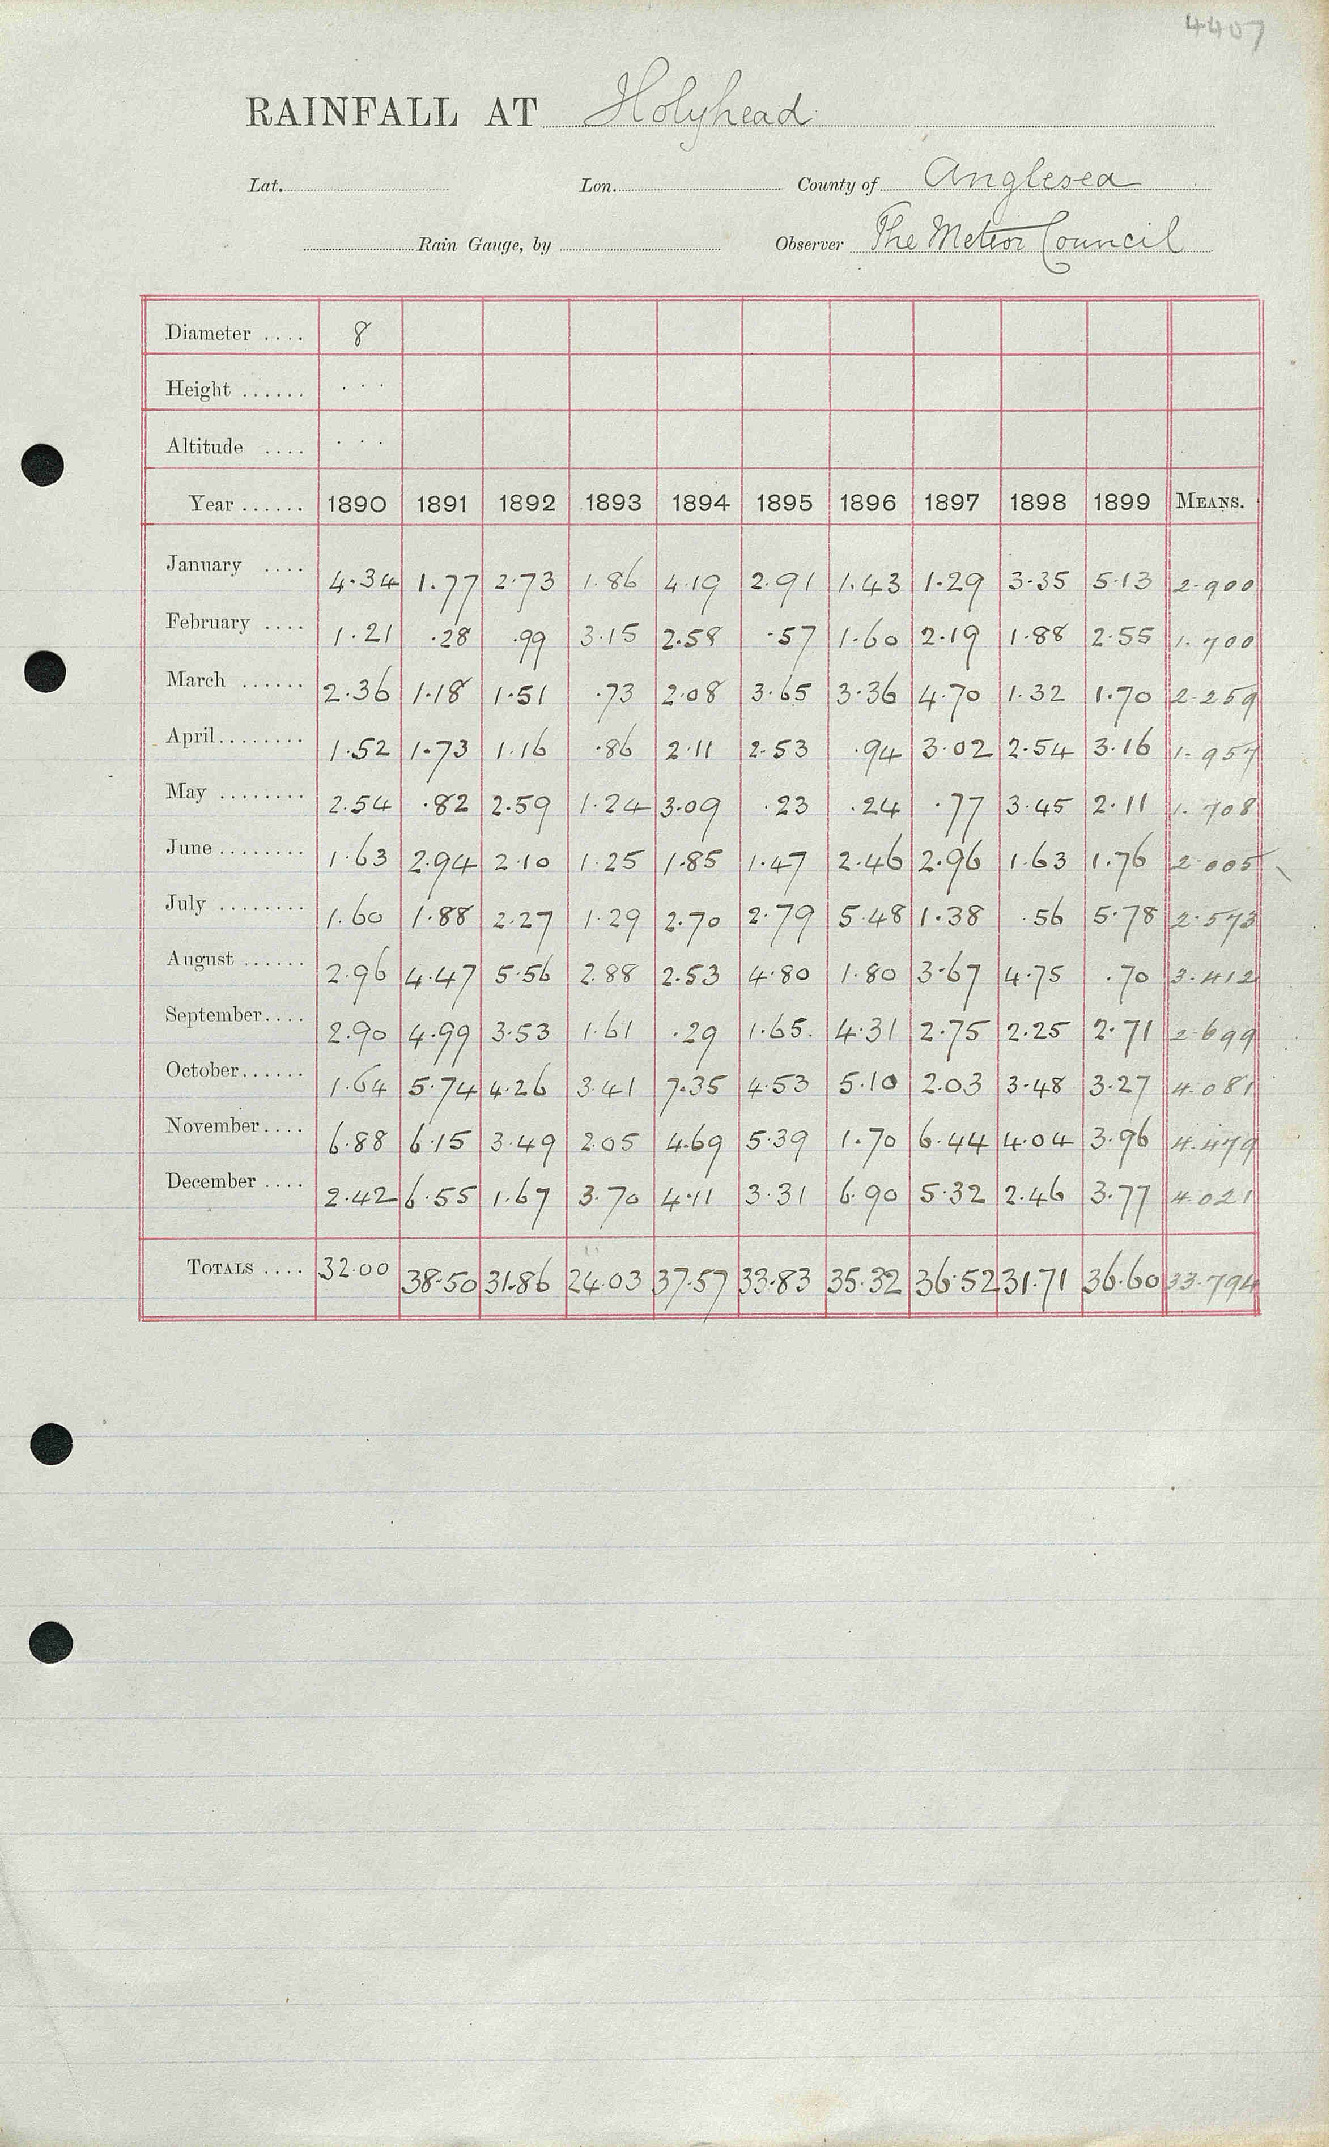 4407
RAINFALL AT Holyhead
Lat. Lon. County of Anglesea
Rain Gauge, by Observer The Meteor Council
Diameter .... 8
Height ...... . . .
Altitude .... . . .
Year ...... 1890 1891 1892 1893 1894 1895 1896 1897 1898 1899 MEANS.
January .... 4.34 1.77 2.73 1.86 4.19 2.91 1.43 1.29 3.35 5.13 2.900
February .... 1.21 .28 .99 3.15 2.58 .57 1.60 2.19 1.88 2.55 1.700
March ...... 2.36 1.18 1.51 .73 2.08 3.65 3.36 4.70 1.32 1.70 2.259
April ........ 1.52 1.73 1.16 .86 2.11 2.53 .94 3.02 2.54 3.16 1.957
May ........ 2.54 .82 2.59 1.24 3.09 .23 .24 .77 3.45 2.11 1.708
June ........ 1.63 2.94 2.10 1.25 1.85 1.47 2.46 2.96 1.63 1.76 2.005
July ........ 1.60 1.88 2.27 1.29 2.70 2.79 5.48 1.38 .56 5.78 2.573
August ...... 2.96 4.47 5.56 2.88 2.53 4.80 1.80 3.67 4.75 .70 3.412
September .... 2.90 4.99 3.53 1.61 .29 1.65 4.31 2.75 2.25 2.71 2.699
October ...... 1.64 5.74 4.26 3.41 7.35 4.53 5.10 2.03 3.48 3.27 4.081
November .... 6.88 6.15 3.49 2.05 4.69 5.39 1.70 6.44 4.04 3.96 4.479
December .... 2.42 6.55 1.67 3.70 4.11 3.31 6.90 5.32 2.46 3.77 4.021
TOTALS .... 32.00 38.50 31.86 24.03 37.57 33.83 35.32 36.52 31.71 36.60 33.794